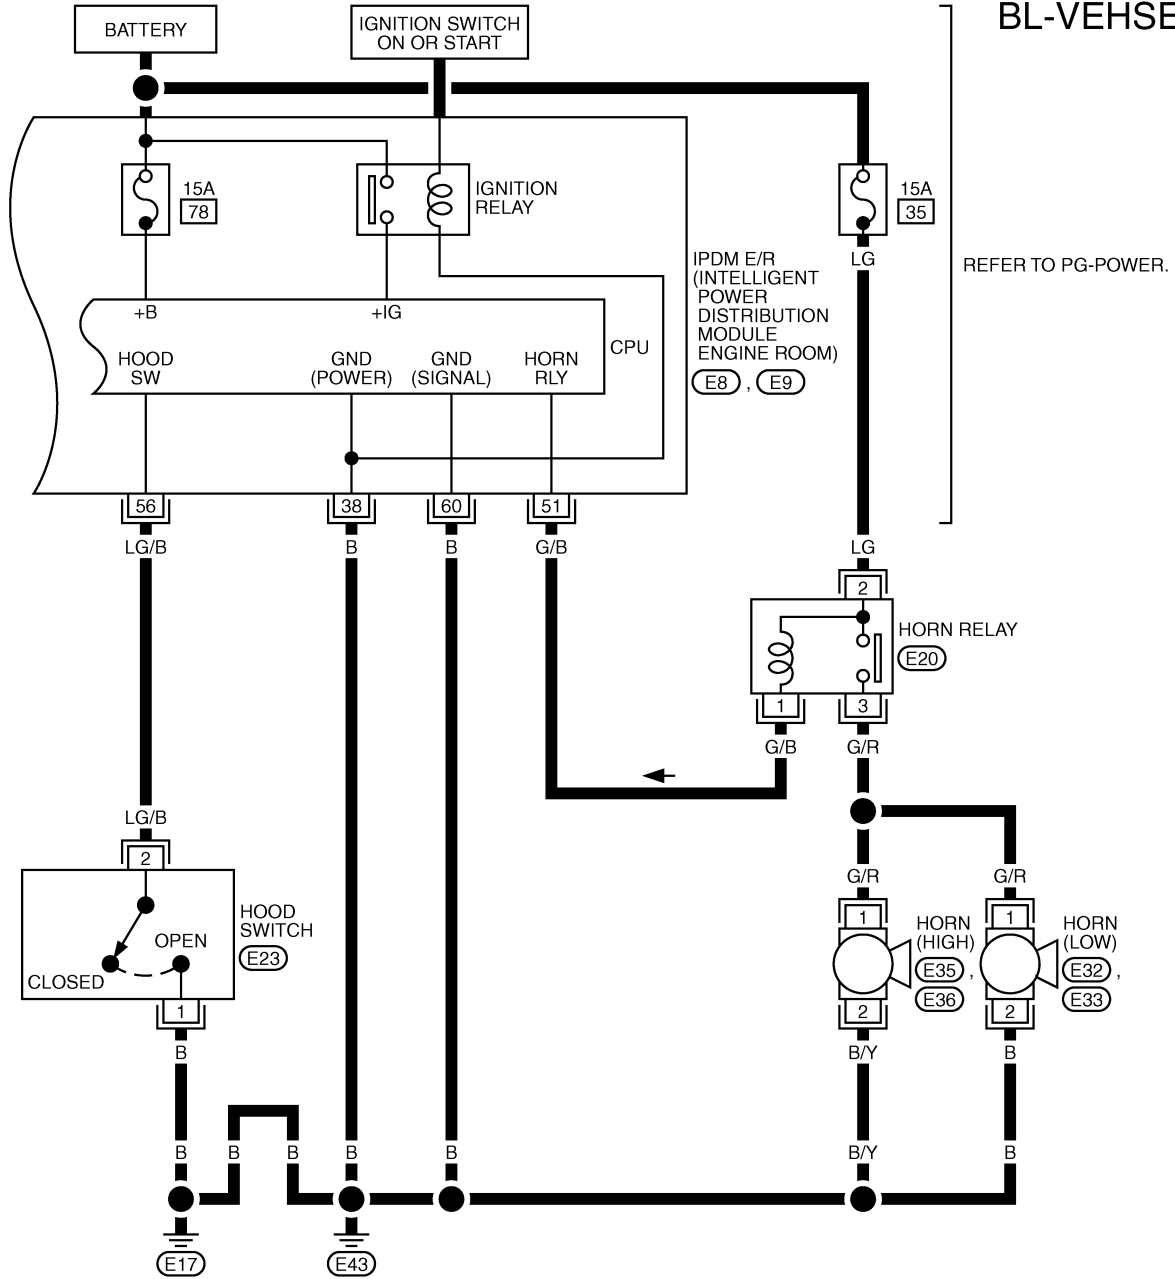 BL-VEHSE
BATTERY
IGNITION SWITCH
ON OR START
15A
78
IGNITION
RELAY
15A
35
LG
REFER TO PG-POWER.
IPDM E/R
(INTELLIGENT
POWER
DISTRIBUTION
MODULE
ENGINE ROOM)
E8 , E9
+B
+IG
CPU
HOOD
SW
GND
(POWER)
GND
(SIGNAL)
HORN
RLY
56
38
60
51
LG/B
B
B
G/B
LG
2
HORN RELAY
E20
1
3
G/B
G/R
LG/B
2
HOOD
SWITCH
E23
OPEN
CLOSED
1
B
G/R
G/R
1
1
HORN
(HIGH)
E35 ,
E36
HORN
(LOW)
E32 ,
E33
2
2
B/Y
B
B
B
B
B
B
B/Y
B
E17
E43